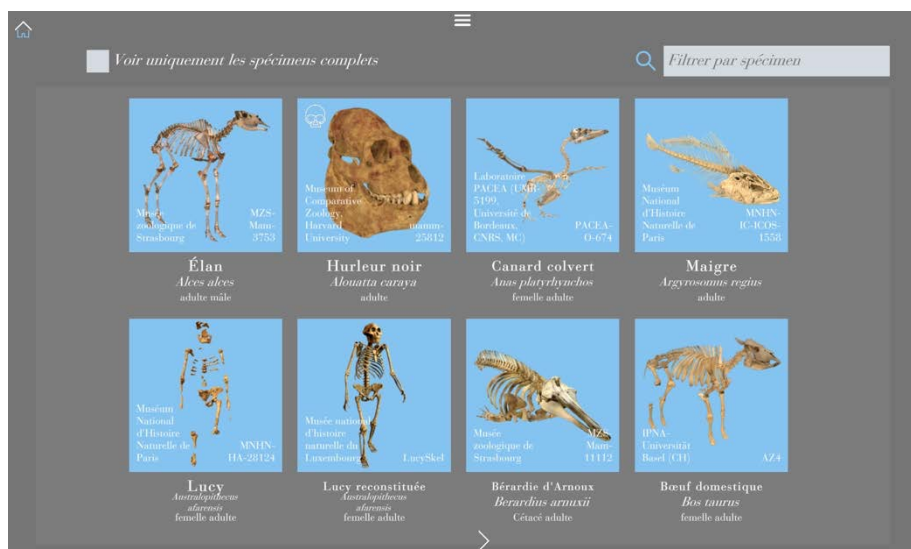 Voir uniquement les spécimens complets
Filtrer par spécimen
Musée
zoologique de
Strasbourg
MZS-
Mam-
3753
Élan
Alces alces
adulte mâle
Museum of
Comparative
Zoology,
Harvard
University
mamm-
25812
Hurleur noir
Alouatta caraya
adulte
Laboratoire
PACEA (UMR-
5199,
Université de
Bordeaux,
CNRS, MC)
PACEA-
O-674
Canard colvert
Anas platyrhynchos
femelle adulte
Muséum
National
d'Histoire
Naturelle de
Paris
MNHN-
IC-ICOS-
1558
Maigre
Argyrosomus regius
adulte
Muséum
National
d'Histoire
Naturelle de
Paris
MNHN-
HA-28124
Lucy
Australopithecus
afarensis
femelle adulte
Musée national
d'histoire
naturelle du
Luxembourg
LucySkel
Lucy reconstituée
Australopithecus
afarensis
femelle adulte
Musée
zoologique de
Strasbourg
MZS-
Mam-
11112
Bérardie d'Arnoux
Berardius arnuxii
Cétacé adulte
IPNA-
Universität
Basel (CH)
AZ4
Bœuf domestique
Bos taurus
femelle adulte